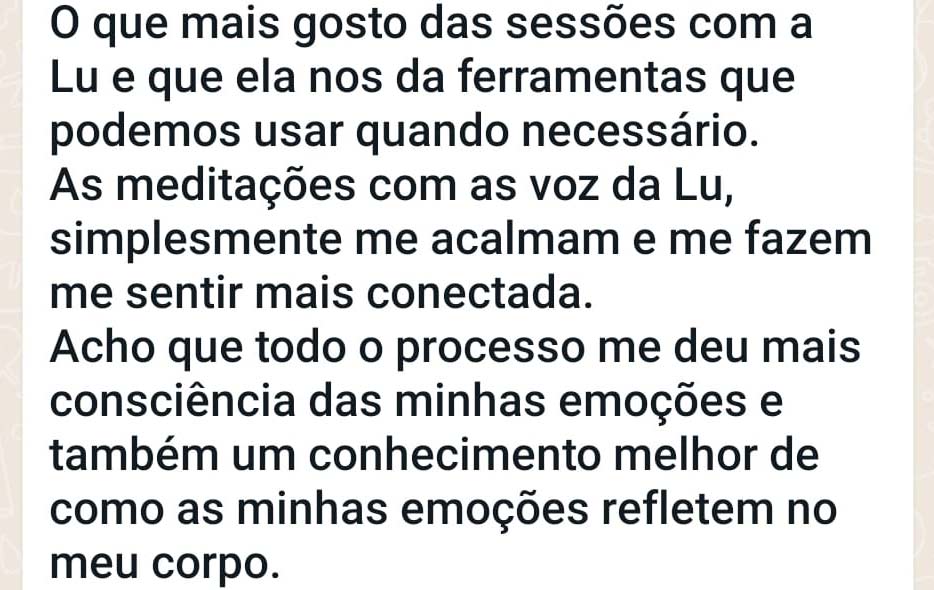 O que mais gosto das sessões com a
Lu e que ela nos da ferramentas que
podemos usar quando necessário.
As meditações com as voz da Lu,
simplesmente me acalmam e me fazem
me sentir mais conectada.
Acho que todo o processo me deu mais
consciência das minhas emoções e
também um conhecimento melhor de
como as minhas emoções refletem no
meu corpo.